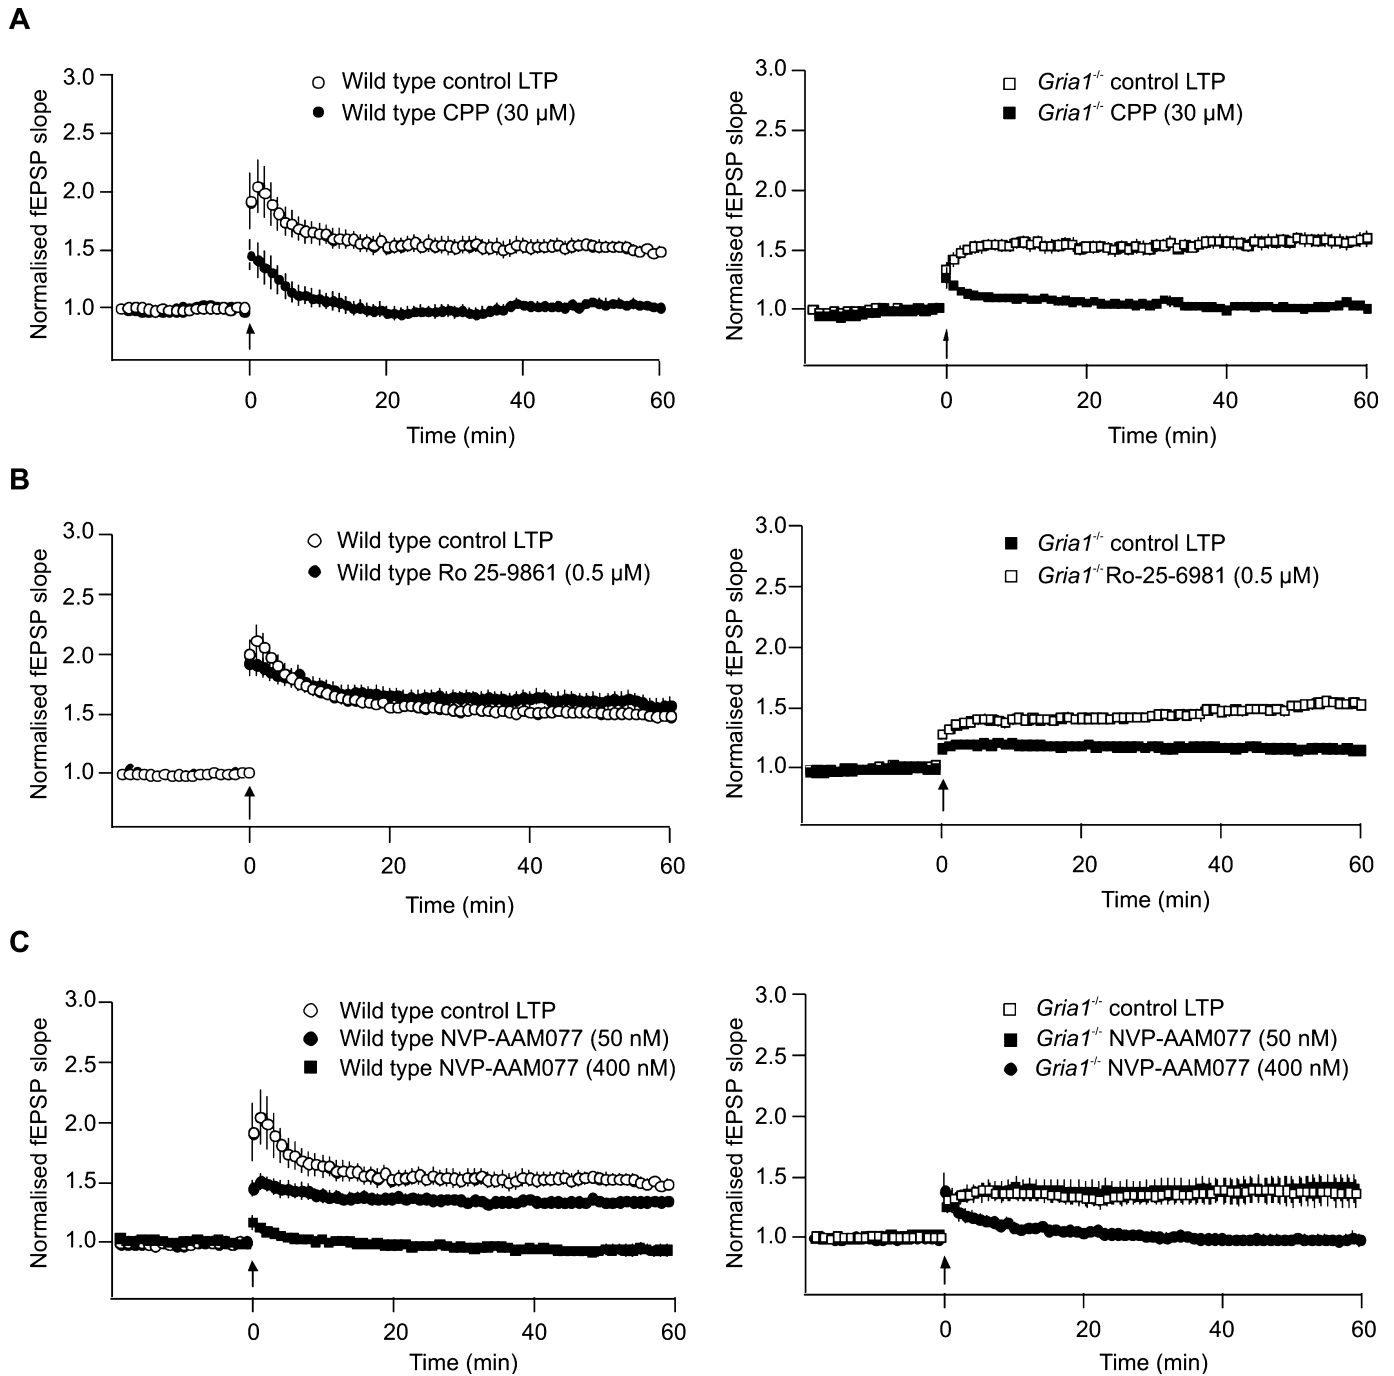 A
Normalised fEPSP slope
3.0
2.5
2.0
1.5
1.0
Wild type control LTP
Wild type CPP (30 µM)
0 20 40 60
Time (min)
Normalised fEPSP slope
3.0
2.5
2.0
1.5
1.0
Gria1-/- control LTP
Gria1-/- CPP (30 µM)
0 20 40 60
Time (min)
B
Normalised fEPSP slope
3.0
2.5
2.0
1.5
1.0
Wild type control LTP
Wild type Ro 25-9861 (0.5 µM)
0 20 40 60
Time (min)
Normalised fEPSP slope
3.0
2.5
2.0
1.5
1.0
Gria1-/- control LTP
Gria1-/- Ro-25-6981 (0.5 µM)
0 20 40 60
Time (min)
C
Normalised fEPSP slope
3.0
2.5
2.0
1.5
1.0
Wild type control LTP
Wild type NVP-AAM077 (50 nM)
Wild type NVP-AAM077 (400 nM)
0 20 40 60
Time (min)
Normalised fEPSP slope
3.0
2.5
2.0
1.5
1.0
Gria1-/- control LTP
Gria1-/- NVP-AAM077 (50 nM)
Gria1-/- NVP-AAM077 (400 nM)
0 20 40 60
Time (min)